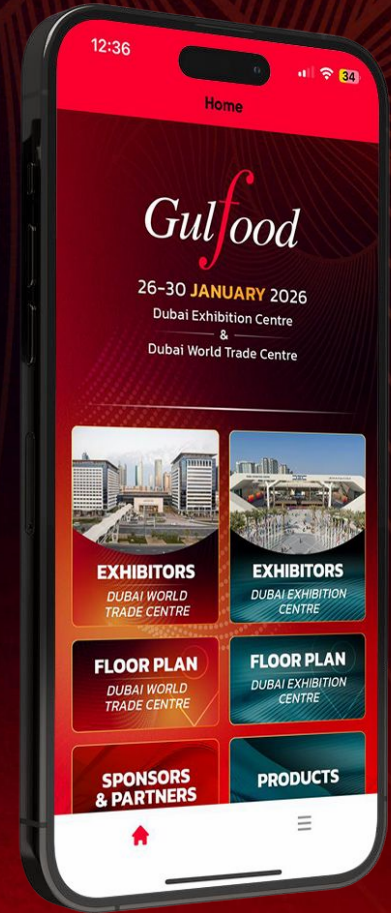 12:36
34
Home
Gulfood
26-30 JANUARY 2026
Dubai Exhibition Centre
&
Dubai World Trade Centre
EXHIBITORS
DUBAI WORLD
TRADE CENTRE
EXHIBITORS
DUBAI EXHIBITION
CENTRE
FLOOR PLAN
DUBAI WORLD
TRADE CENTRE
FLOOR PLAN
DUBAI EXHIBITION
CENTRE
SPONSORS
& PARTNERS
PRODUCTS